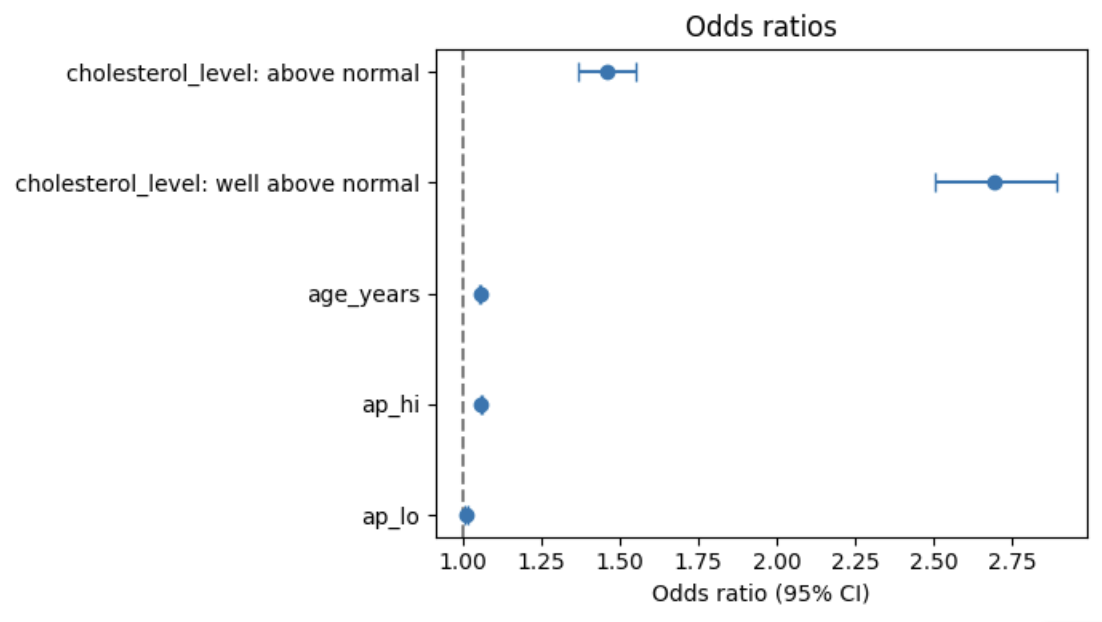 Odds ratios
cholesterol_level: above normal
cholesterol_level: well above normal
age_years
ap_hi
ap_lo
1.00 1.25 1.50 1.75 2.00 2.25 2.50 2.75
Odds ratio (95% CI)